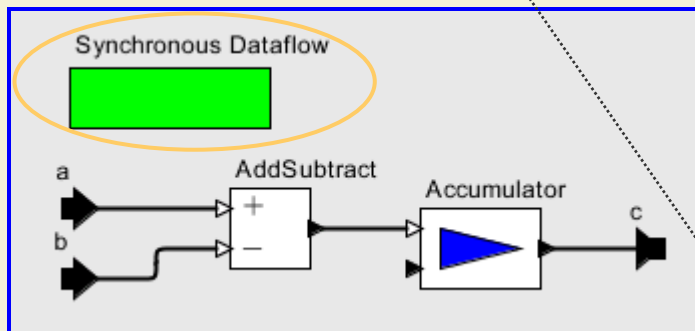 Synchronous Dataflow
a
AddSubtract
+
Accumulator
c
b
−